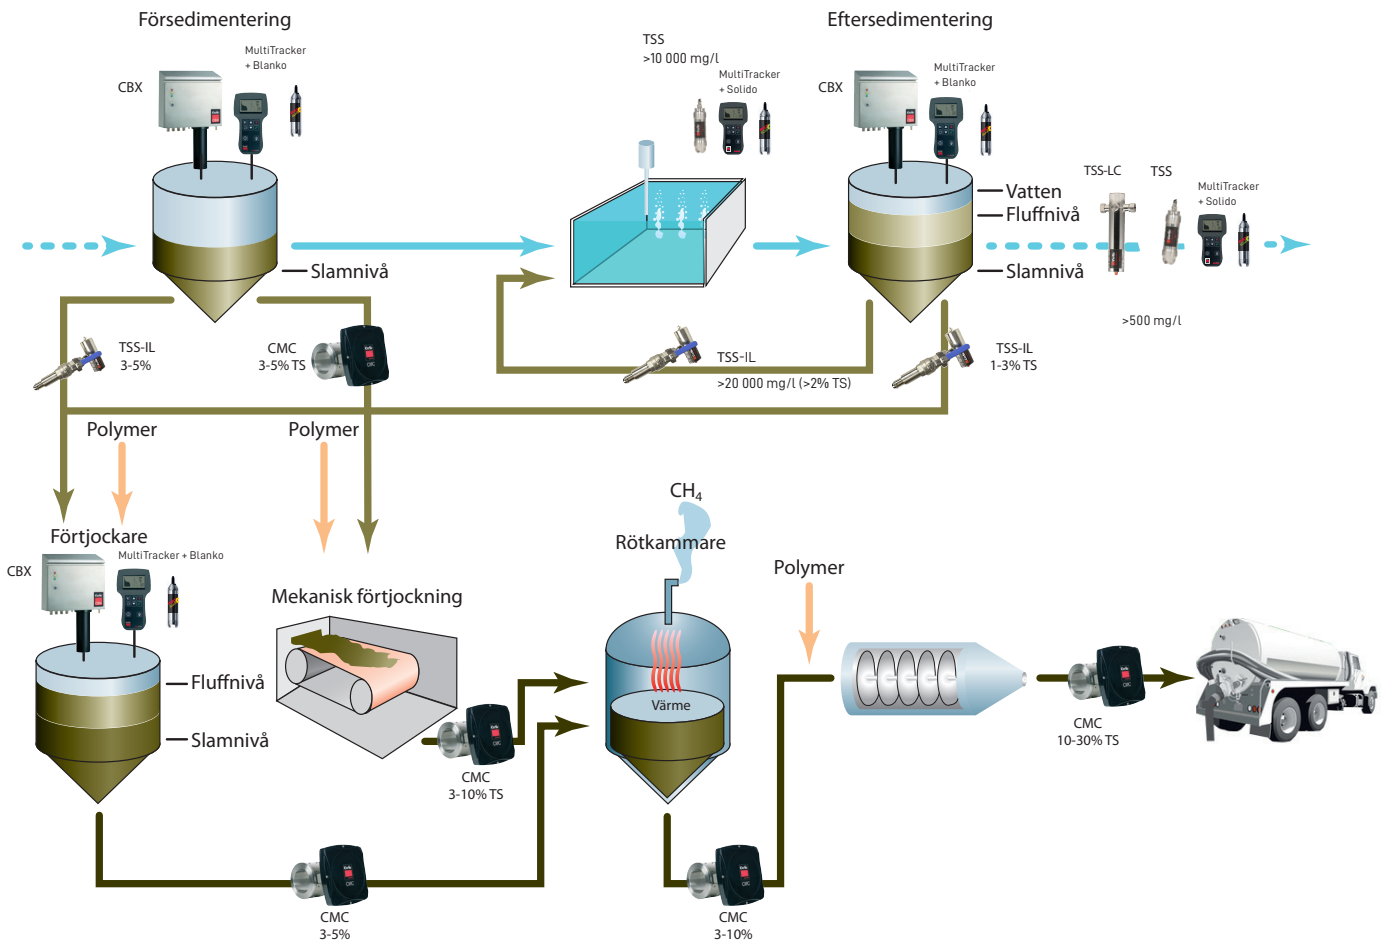 Försedimentering
MultiTracker
+ Blanko
CBX
TSS
>10 000 mg/l
MultiTracker
+ Solido
Eftersedimentering
MultiTracker
+ Blanko
CBX
Vatten
Fluffnivå
Slamnivå
TSS-LC
TSS
MultiTracker
+ Solido
>500 mg/l
Slamnivå
TSS-IL
3-5%
CMC
3-5% TS
TSS-IL
>20 000 mg/l (>2% TS)
TSS-IL
1-3% TS
Polymer
Polymer
Förtjockare
MultiTracker + Blanko
CBX
Fluffnivå
Slamnivå
Mekanisk förtjockning
CMC
3-10% TS
CH4
Rötkammare
Värme
Polymer
CMC
10-30% TS
CMC
3-5%
CMC
3-10%